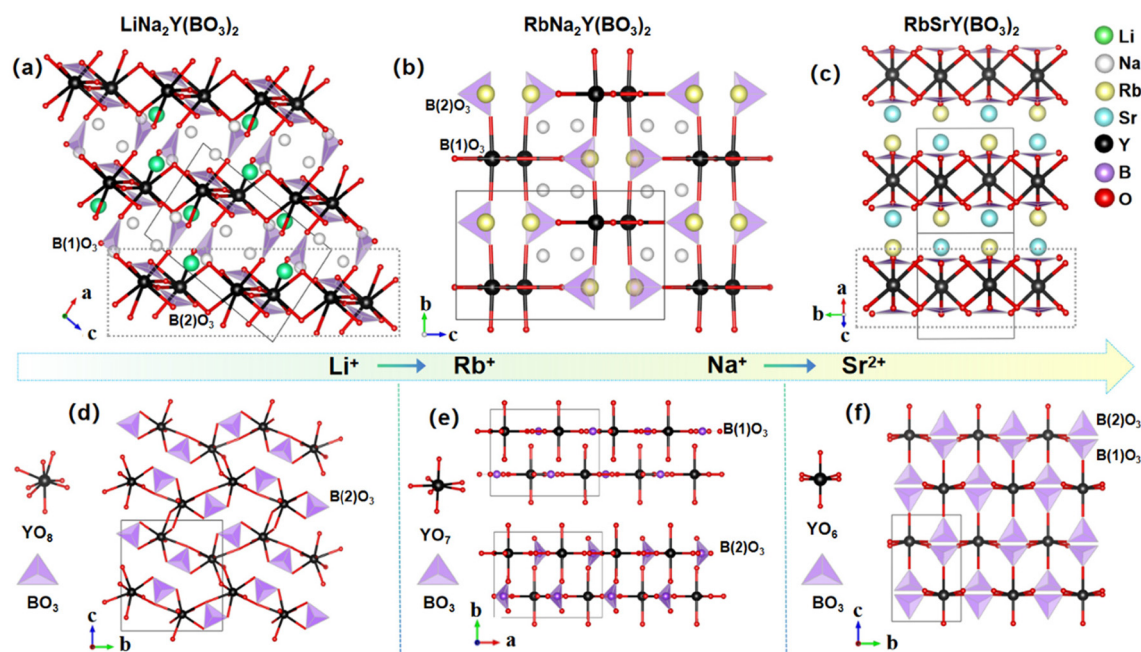 LiNa₂Y(BO₃)₂
RbNa₂Y(BO₃)₂
RbSrY(BO₃)₂
(a)
B(1)O₃
B(2)O₃
a
c
(b)
B(2)O₃
B(1)O₃
b
c
(c)
a
b
c
Li
Na
Rb
Sr
Y
B
O
Li⁺
Rb⁺
Na⁺
Sr²⁺
(d)
YO₈
BO₃
B(2)O₃
c
b
(e)
B(1)O₃
YO₇
B(2)O₃
BO₃
b
a
(f)
B(2)O₃
B(1)O₃
YO₆
BO₃
c
b